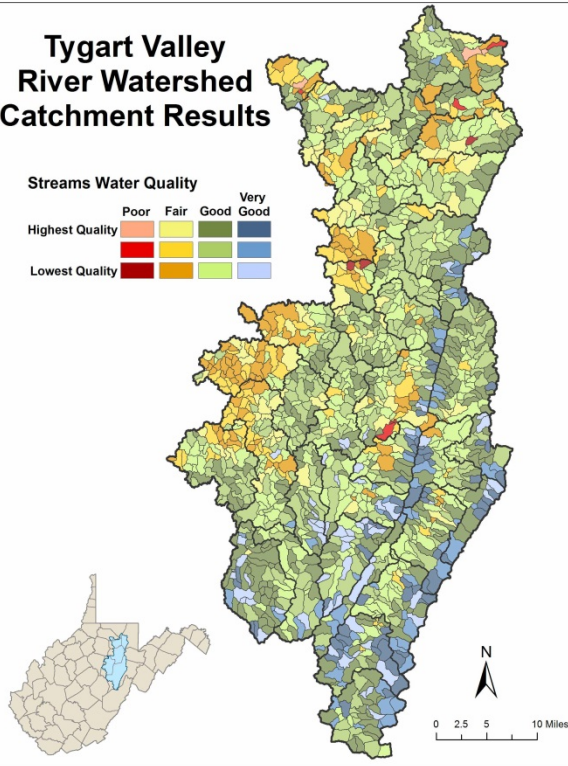 Tygart Valley
River Watershed
Catchment Results
Streams Water Quality
Poor Fair Good Very Good
Highest Quality
Lowest Quality
N
0 2.5 5 10 Miles